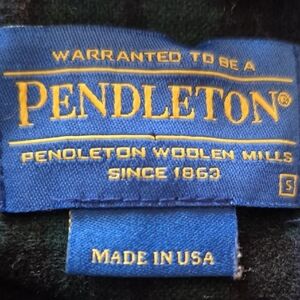 WARRANTED TO BE A
PENDLETON®
PENDLETON WOOLEN MILLS
SINCE 1863
S
MADE IN USA